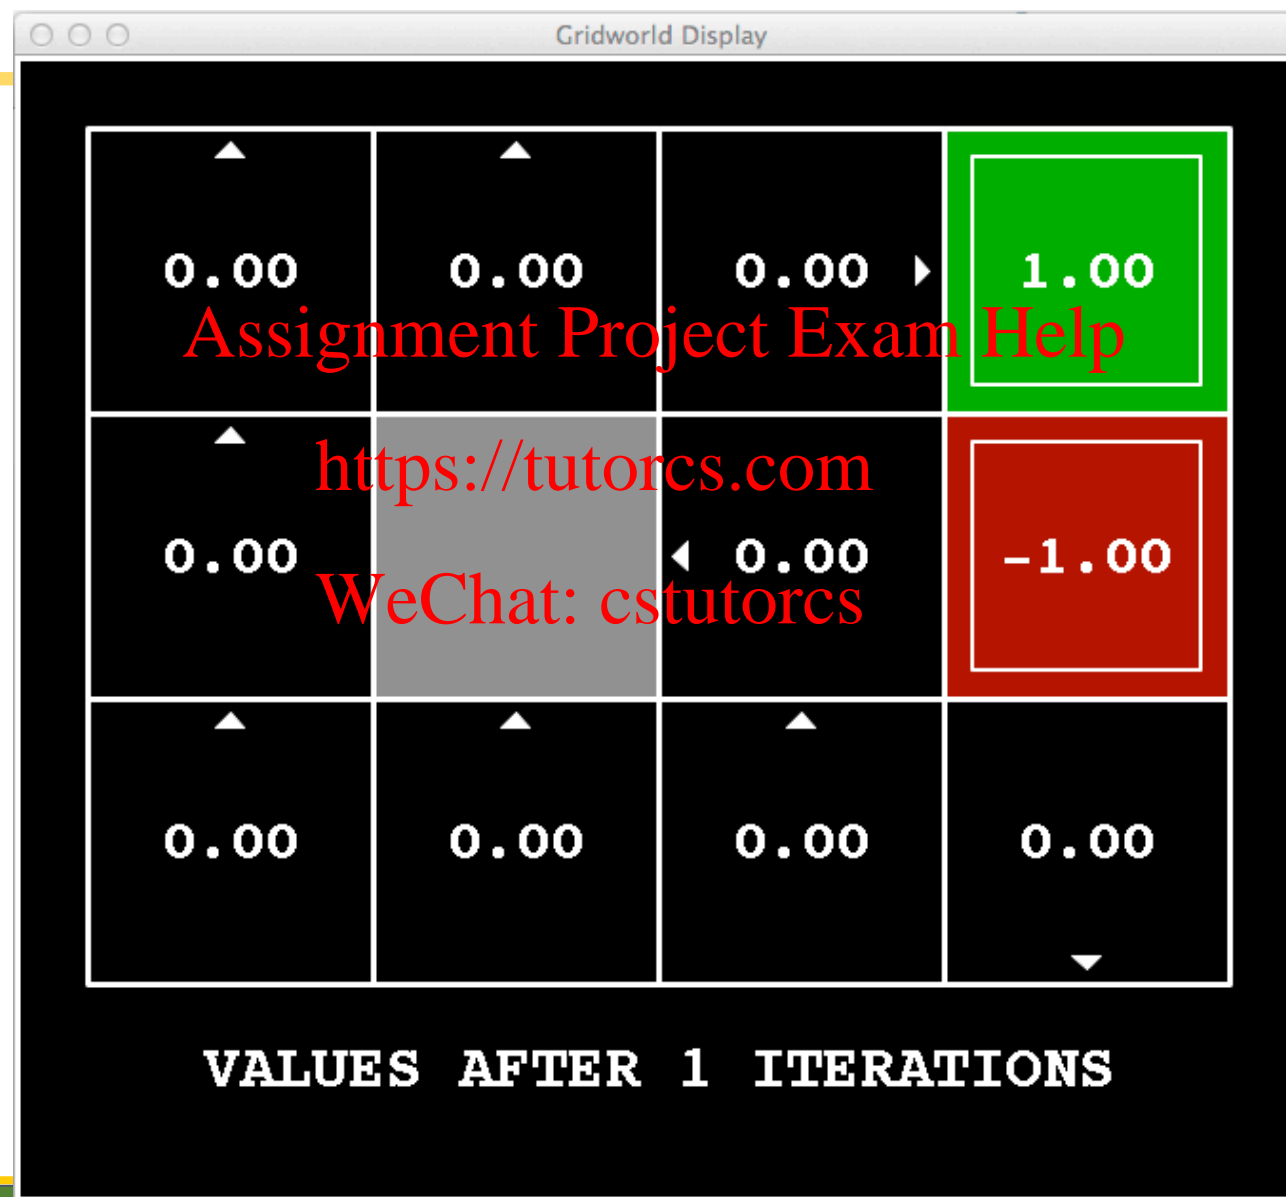 Gridworld Display
0.00 0.00 0.00 1.00
Assignment Project Exam Help
https://tutorcs.com
0.00 0.00 -1.00
WeChat: cstutorcs
0.00 0.00 0.00 0.00
VALUES AFTER 1 ITERATIONS